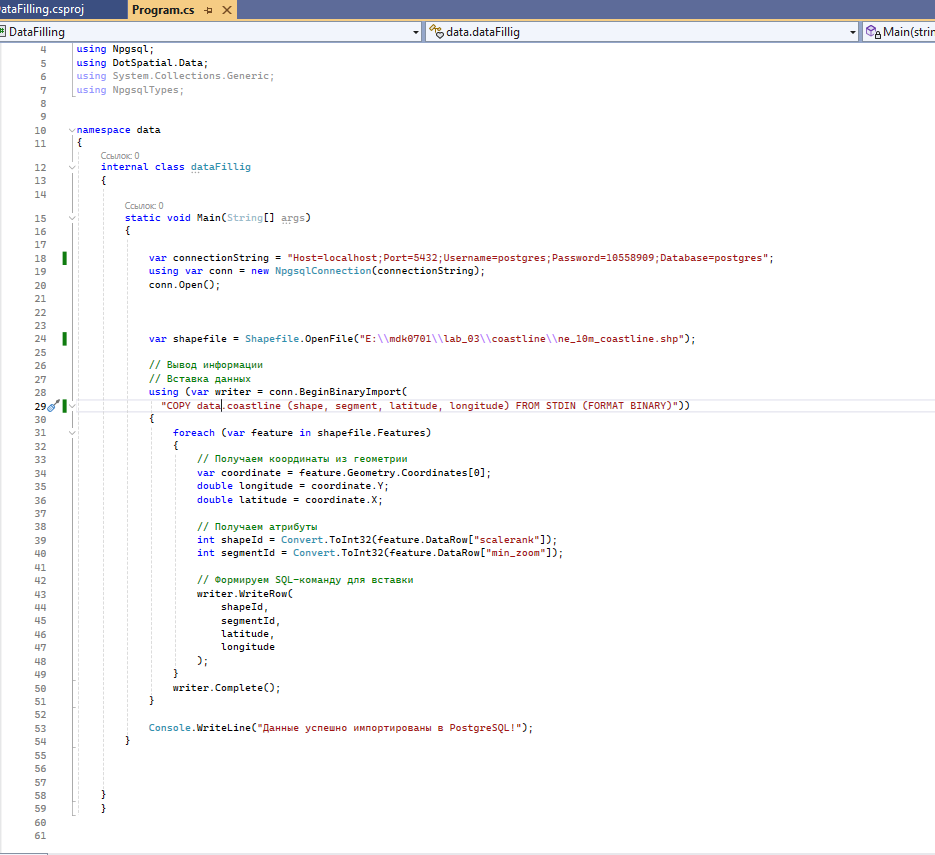 ataFilling.csproj
Program.cs
DataFilling
data.dataFillig
Main(strin
4 using Npgsql;
5 using DotSpatial.Data;
6 using System.Collections.Generic;
7 using NpgsqlTypes;
8
9
10 namespace data
11 {
Ссылок: 0
12 internal class dataFillig
13 {
14
Ссылок: 0
15 static void Main(String[] args)
16 {
17
18 var connectionString = "Host=localhost;Port=5432;Username=postgres;Password=10558909;Database=postgres";
19 using var conn = new NpgsqlConnection(connectionString);
20 conn.Open();
21
22
23
24 var shapefile = Shapefile.OpenFile("E:\\mdk0701\\lab_03\\coastline\\ne_10m_coastline.shp");
25
26 // Вывод информации
27 // Вставка данных
28 using (var writer = conn.BeginBinaryImport(
29 "COPY data.coastline (shape, segment, latitude, longitude) FROM STDIN (FORMAT BINARY)"))
30 {
31 foreach (var feature in shapefile.Features)
32 {
33 // Получаем координаты из геометрии
34 var coordinate = feature.Geometry.Coordinates[0];
35 double longitude = coordinate.Y;
36 double latitude = coordinate.X;
37
38 // Получаем атрибуты
39 int shapeId = Convert.ToInt32(feature.DataRow["scalerank"]);
40 int segmentId = Convert.ToInt32(feature.DataRow["min_zoom"]);
41
42 // Формируем SQL-команду для вставки
43 writer.WriteRow(
44 shapeId,
45 segmentId,
46 latitude,
47 longitude
48 );
49 }
50 writer.Complete();
51 }
52
53 Console.WriteLine("Данные успешно импортированы в PostgreSQL!");
54 }
55
56
57
58 }
59 }
60
61